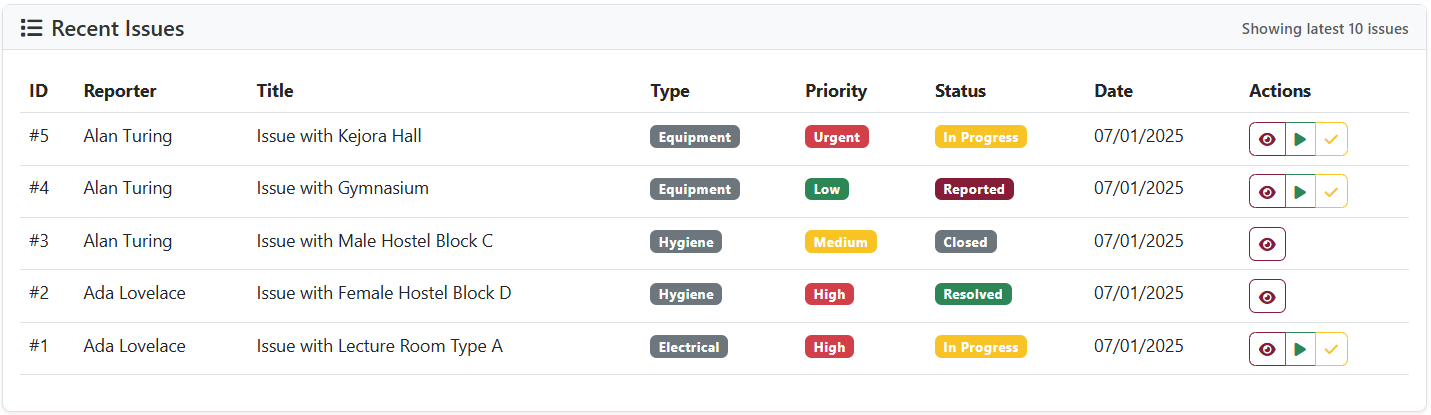 Recent Issues Showing latest 10 issues
ID Reporter Title Type Priority Status Date Actions
#5 Alan Turing Issue with Kejora Hall Equipment Urgent In Progress 07/01/2025
#4 Alan Turing Issue with Gymnasium Equipment Low Reported 07/01/2025
#3 Alan Turing Issue with Male Hostel Block C Hygiene Medium Closed 07/01/2025
#2 Ada Lovelace Issue with Female Hostel Block D Hygiene High Resolved 07/01/2025
#1 Ada Lovelace Issue with Lecture Room Type A Electrical High In Progress 07/01/2025